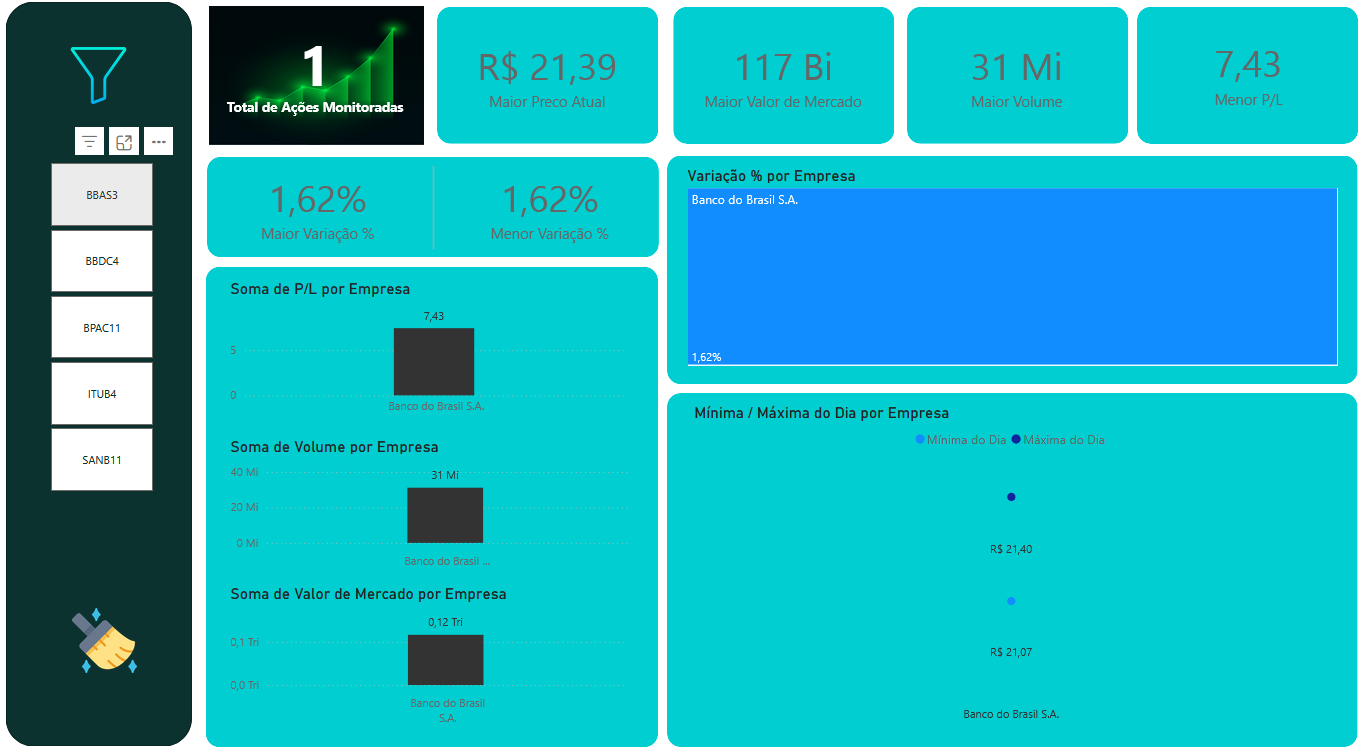 1
Total de Ações Monitoradas
R$ 21,39
Maior Preco Atual
117 Bi
Maior Valor de Mercado
31 Mi
Maior Volume
7,43
Menor P/L
BBAS3
BBDC4
BPAC11
ITUB4
SANB11
1,62%
Maior Variação %
1,62%
Menor Variação %
Variação % por Empresa
Banco do Brasil S.A.
1,62%
Soma de P/L por Empresa
7,43
5
0
Banco do Brasil S.A.
Soma de Volume por Empresa
40 Mi
31 Mi
20 Mi
0 Mi
Banco do Brasil ...
Soma de Valor de Mercado por Empresa
0,12 Tri
0,1 Tri
0,0 Tri
Banco do Brasil
S.A.
Mínima / Máxima do Dia por Empresa
Mínima do Dia Máxima do Dia
R$ 21,40
R$ 21,07
Banco do Brasil S.A.